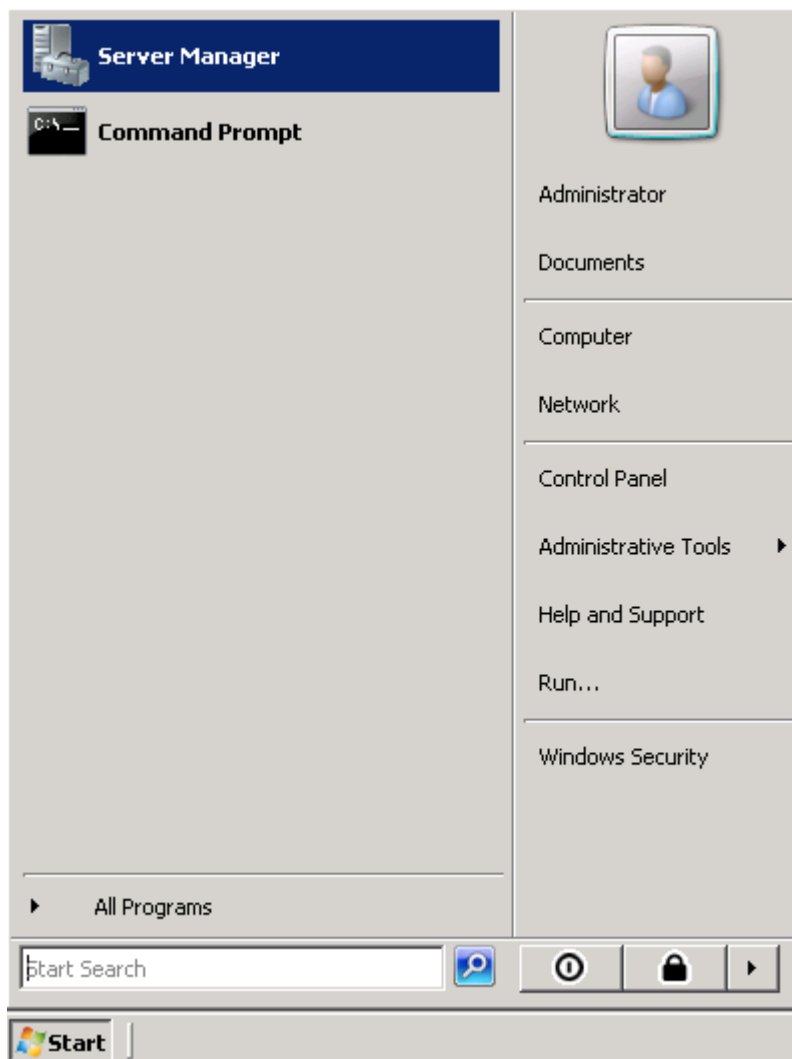 Server Manager
C:\
Command Prompt
Administrator
Documents
Computer
Network
Control Panel
Administrative Tools
Help and Support
Run...
Windows Security
All Programs
Start Search
Start